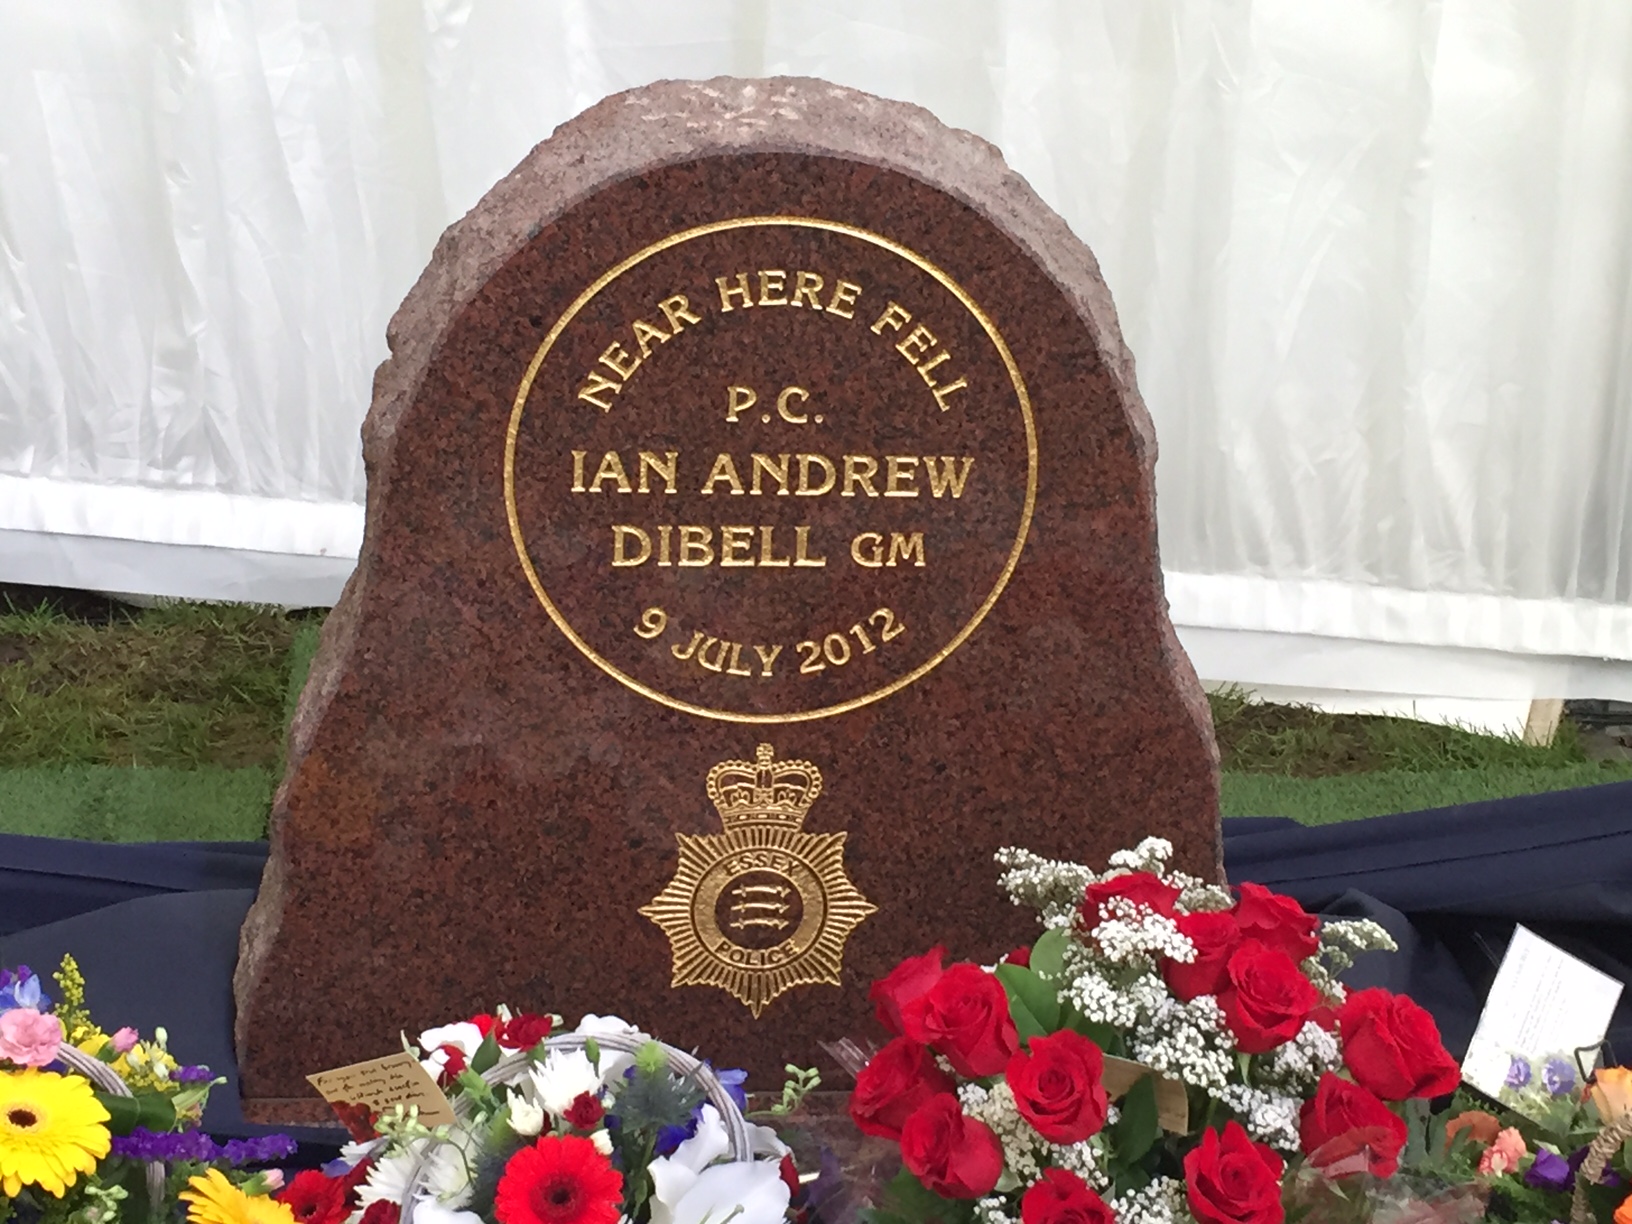 NEAR HERE FELL
P.C.
IAN ANDREW
DIBELL GM
9 JULY 2012
ESSEX
POLICE